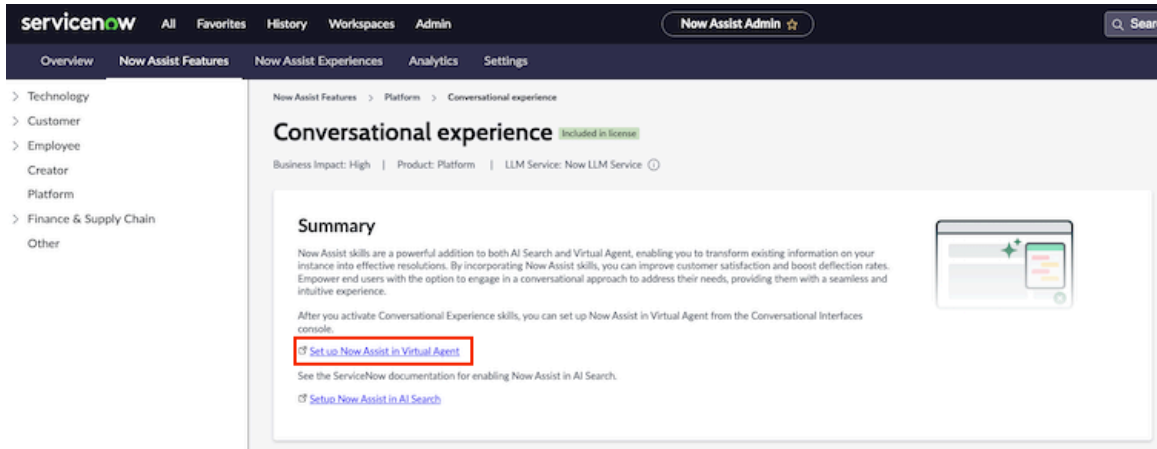 servicenow All Favorites History Workspaces Admin Now Assist Admin
Overview Now Assist Features Now Assist Experiences Analytics Settings
Technology
Customer
Employee
Creator
Platform
Finance & Supply Chain
Other
Now Assist Features > Platform > Conversational experience
Conversational experience Included in license
Business Impact: High | Product: Platform | LLM Service: Now LLM Service
Summary
Now Assist skills are a powerful addition to both AI Search and Virtual Agent, enabling you to transform existing information on your
instance into effective resolutions. By incorporating Now Assist skills, you can improve customer satisfaction and boost deflection rates.
Empower end users with the option to engage in a conversational approach to address their needs, providing them with a seamless and
intuitive experience.
After you activate Conversational Experience skills, you can set up Now Assist in Virtual Agent from the Conversational Interfaces
console.
Set up Now Assist in Virtual Agent
See the ServiceNow documentation for enabling Now Assist in AI Search.
Setup Now Assist in AI Search